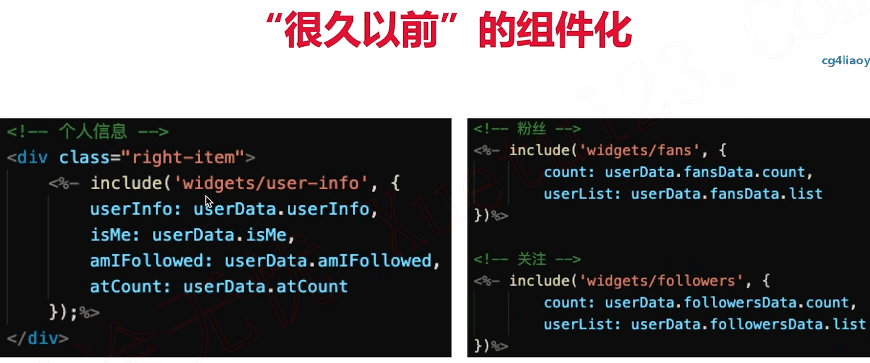 “很久以前”的组件化
cg4liaoy
<!-- 个人信息 -->
<div class="right-item">
<%- include('widgets/user-info', {
userInfo: userData.userInfo,
isMe: userData.isMe,
amIFollowed: userData.amIFollowed,
atCount: userData.atCount
});%>
</div>
<!-- 粉丝 -->
<%- include('widgets/fans', {
count: userData.fansData.count,
userList: userData.fansData.list
})%>
<!-- 关注 -->
<%- include('widgets/followers', {
count: userData.followersData.count,
userList: userData.followersData.list
})%>